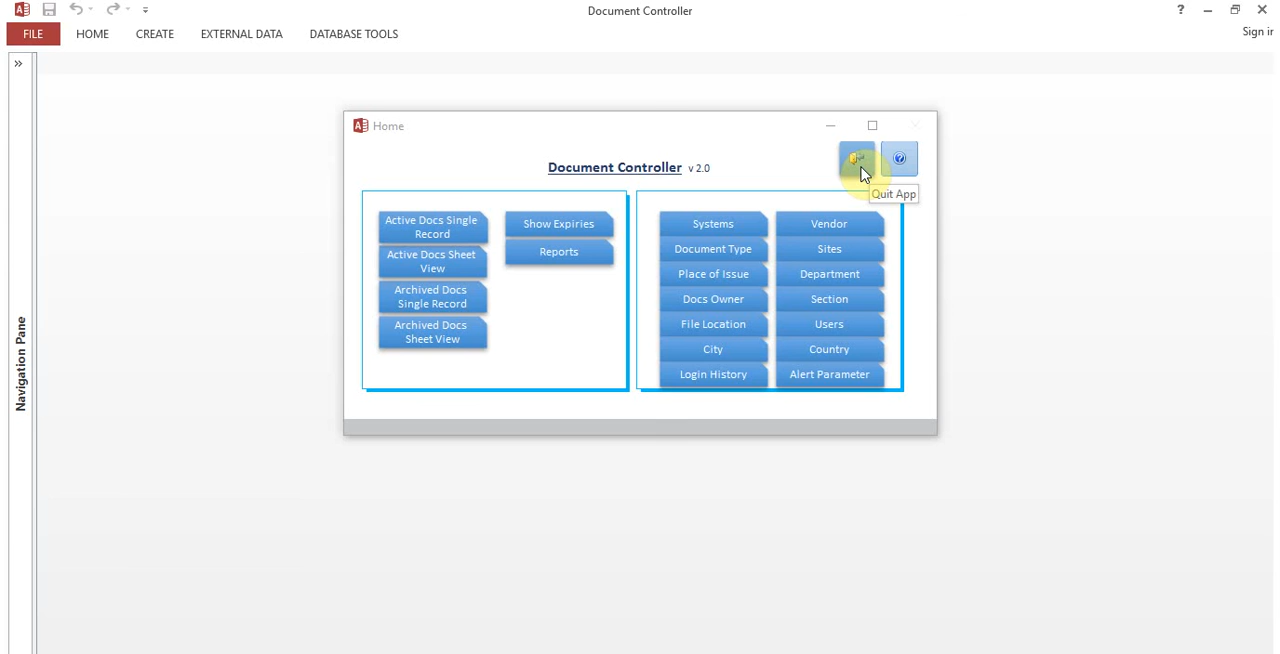 Document Controller
?
FILE HOME CREATE EXTERNAL DATA DATABASE TOOLS
Sign in
Home
Document Controller v 2.0
?
Quit App
Active Docs Single
Record
Active Docs Sheet
View
Archived Docs
Single Record
Archived Docs
Sheet View
Show Expiries
Reports
Systems
Document Type
Place of Issue
Docs Owner
File Location
City
Login History
Vendor
Sites
Department
Section
Users
Country
Alert Parameter
Navigation Pane